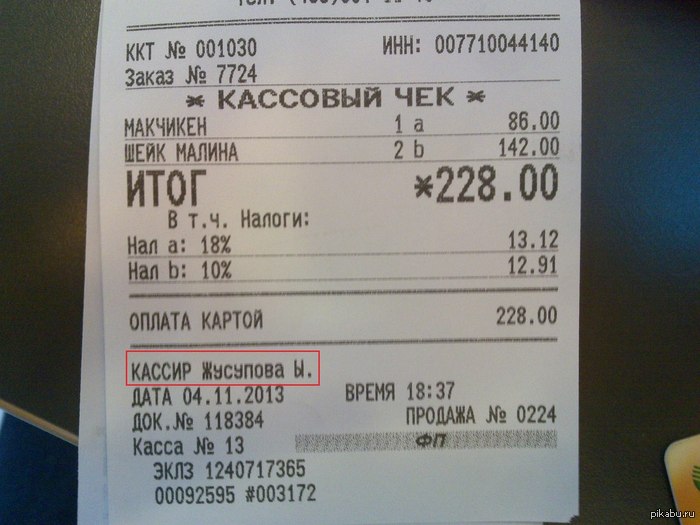 ККТ № 001030 ИНН: 007710044140
Заказ № 7724
* КАССОВЫЙ ЧЕК *
МАКЧИКЕН 1 a 86.00
ШЕЙК МАЛИНА 2 b 142.00
ИТОГ *228.00
В т.ч. Налоги:
Нал a: 18% 13.12
Нал b: 10% 12.91
ОПЛАТА КАРТОЙ 228.00
КАССИР Жусупова Ы.
ДАТА 04.11.2013 ВРЕМЯ 18:37
ДОК.№ 118384 ПРОДАЖА № 0224
Касса № 13 ФП
ЭКЛЗ 1240717365
00092595 #003172
pikabu.ru